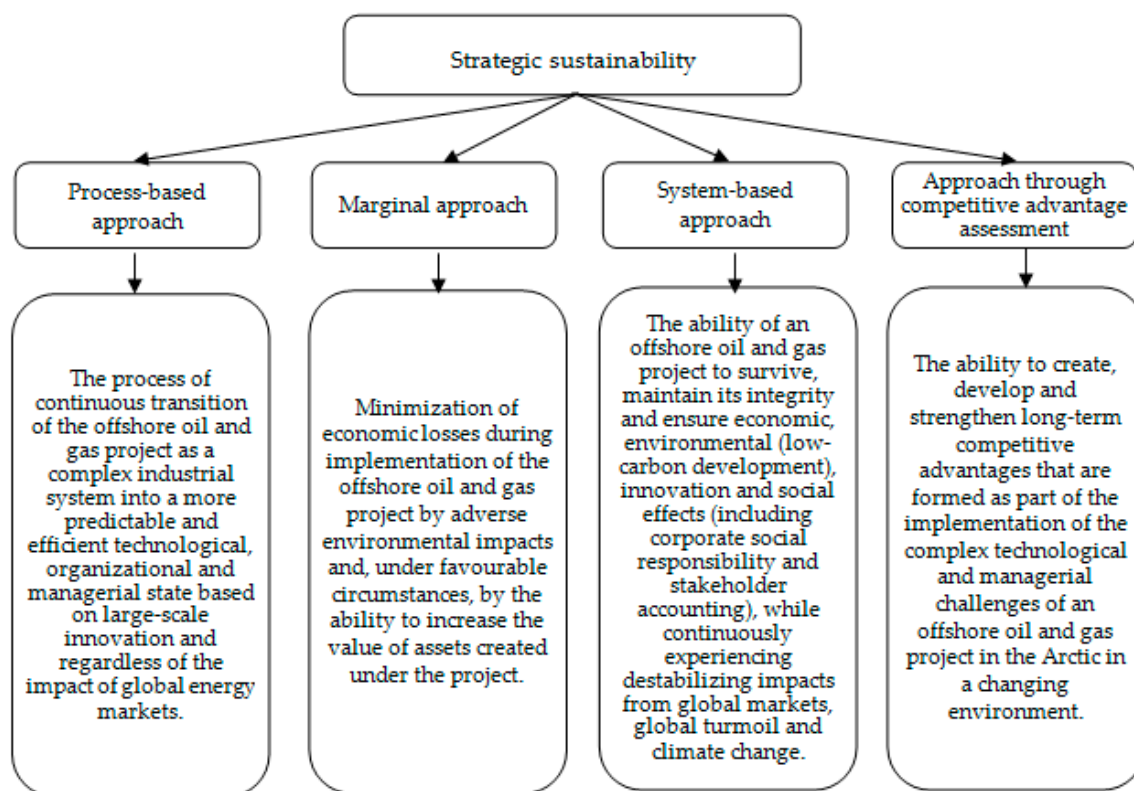 Strategic sustainability
Process-based
approach
Marginal approach
System-based
approach
Approach through
competitive advantage
assessment
The process of
continuous transition
of the offshore oil and
gas project as a
complex industrial
system into a more
predictable and
efficient technological,
organizational and
managerial state based
on large-scale
innovation and
regardless of the
impact of global energy
markets.
Minimization of
economic losses during
implementation of the
offshore oil and gas
project by adverse
environmental impacts
and, under favourable
circumstances, by the
ability to increase the
value of assets created
under the project.
The ability of an
offshore oil and gas
project to survive,
maintain its integrity
and ensure economic,
environmental (low-
carbon development),
innovation and social
effects (including
corporate social
responsibility and
stakeholder
accounting), while
continuously
experiencing
destabilizing impacts
from global markets,
global turmoil and
climate change.
The ability to create,
develop and
strengthen long-term
competitive
advantages that are
formed as part of the
implementation of the
complex technological
and managerial
challenges of an
offshore oil and gas
project in the Arctic in
a changing
environment.